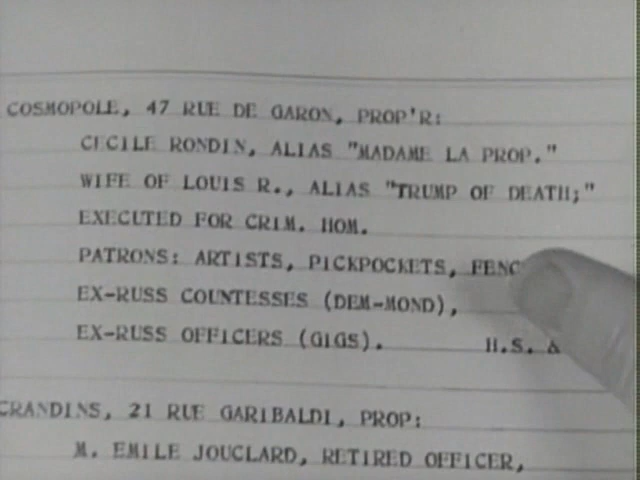 COSMOPOLE, 47 RUE DE GARON, PROP'R:
CECILE RONDIN, ALIAS "MADAME LA PROP."
WIFE OF LOUIS R., ALIAS "TRUMP OF DEATH;"
EXECUTED FOR CRIM. HOM.
PATRONS: ARTISTS, PICKPOCKETS, FENC
EX-RUSS COUNTESSES (DEM-MOND),
EX-RUSS OFFICERS (GIGS). H.S. &
CRANDINS, 21 RUE GARIBALDI, PROP:
M. EMILE JOUCLARD, RETIRED OFFICER,